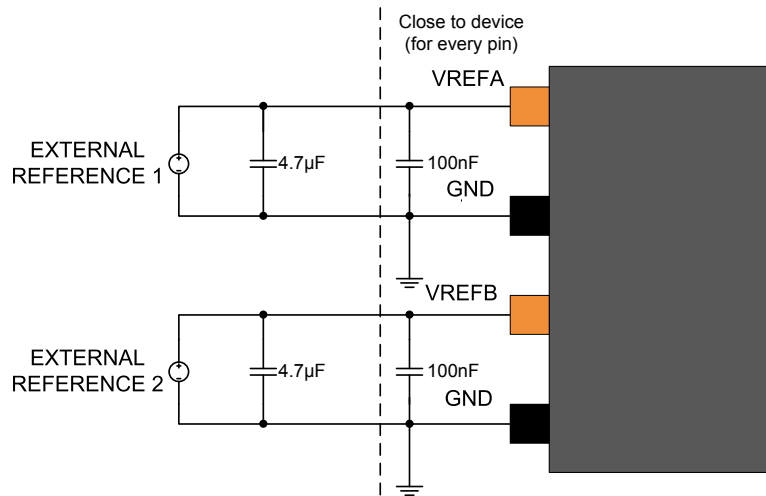 Close to device
(for every pin)
VREFA
EXTERNAL
REFERENCE 1
4.7µF
100nF
GND
VREFB
EXTERNAL
REFERENCE 2
4.7µF
100nF
GND